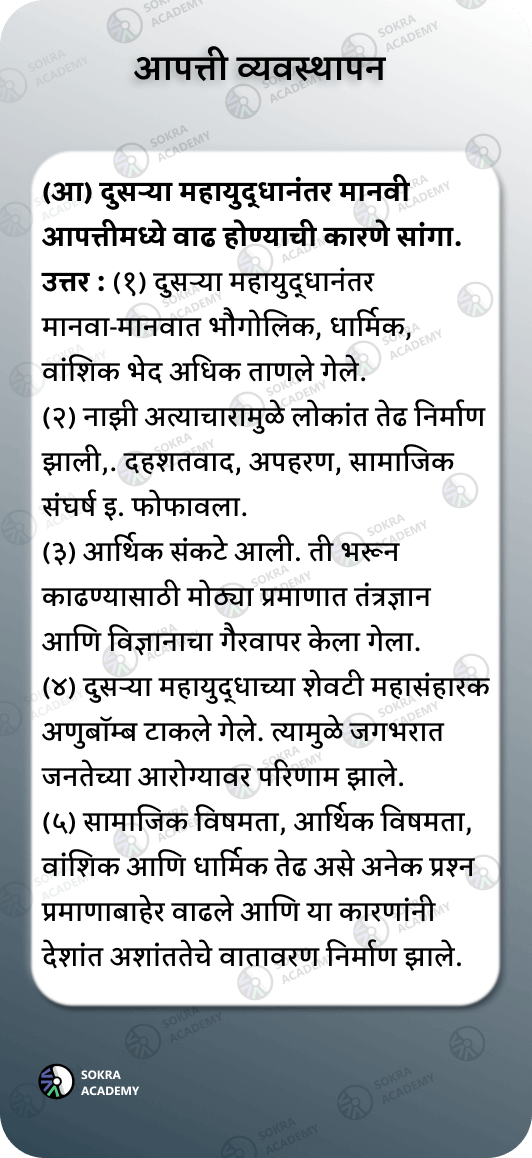 आपत्ती व्यवस्थापन
(आ) दुसऱ्या महायुद्धानंतर मानवी
आपत्तीमध्ये वाढ होण्याची कारणे सांगा.
उत्तर : (१) दुसऱ्या महायुद्धानंतर
मानवा-मानवात भौगोलिक, धार्मिक,
वांशिक भेद अधिक ताणले गेले.
(२) नाझी अत्याचारामुळे लोकांत तेढ निर्माण
झाली,. दहशतवाद, अपहरण, सामाजिक
संघर्ष इ. फोफावला.
(३) आर्थिक संकटे आली. ती भरून
काढण्यासाठी मोठ्या प्रमाणात तंत्रज्ञान
आणि विज्ञानाचा गैरवापर केला गेला.
(४) दुसऱ्या महायुद्धाच्या शेवटी महासंहारक
अणुबॉम्ब टाकले गेले. त्यामुळे जगभरात
जनतेच्या आरोग्यावर परिणाम झाले.
(५) सामाजिक विषमता, आर्थिक विषमता,
वांशिक आणि धार्मिक तेढ असे अनेक प्रश्न
प्रमाणाबाहेर वाढले आणि या कारणांनी
देशांत अशांततेचे वातावरण निर्माण झाले.
SOKRA
ACADEMY